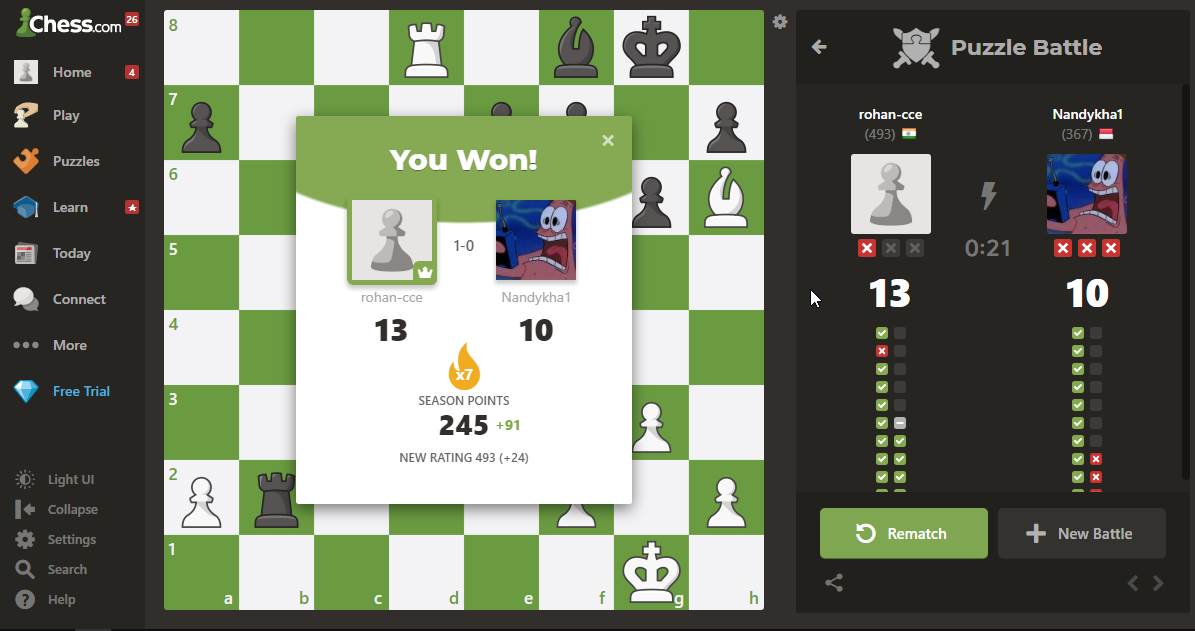 Chess.com 26
Home 4
Play
Puzzles
Learn
Today
Connect
More
Free Trial
Light UI
Collapse
Settings
Search
Help
8
7
6
5
4
3
2
1
a b c d e f g h
You Won!
×
1-0
rohan-cce Nandykha1
13 10
x7
SEASON POINTS
245 +91
NEW RATING 493 (+24)
Puzzle Battle
rohan-cce Nandykha1
(493) (367)
0:21
13 10
Rematch New Battle